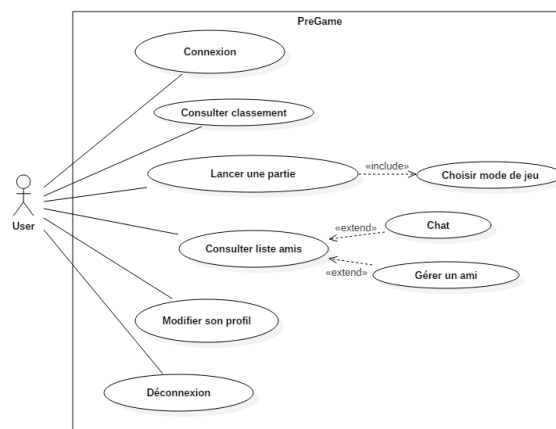 PreGame
Connexion
Consulter classement
Lancer une partie
«include»
Choisir mode de jeu
User
Consulter liste amis
«extend»
Chat
«extend»
Gérer un ami
Modifier son profil
Déconnexion